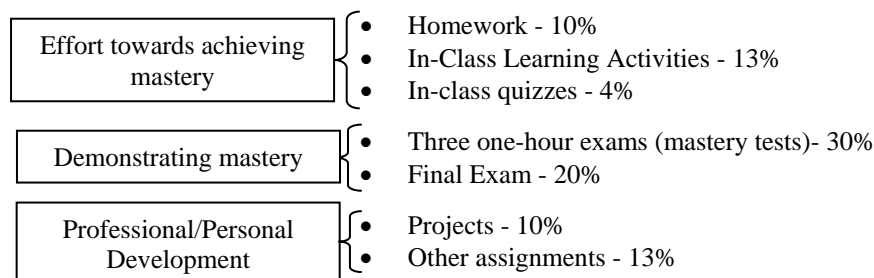 Effort towards achieving
mastery
• Homework - 10%
• In-Class Learning Activities - 13%
• In-class quizzes - 4%
Demonstrating mastery
• Three one-hour exams (mastery tests)- 30%
• Final Exam - 20%
Professional/Personal
Development
• Projects - 10%
• Other assignments - 13%